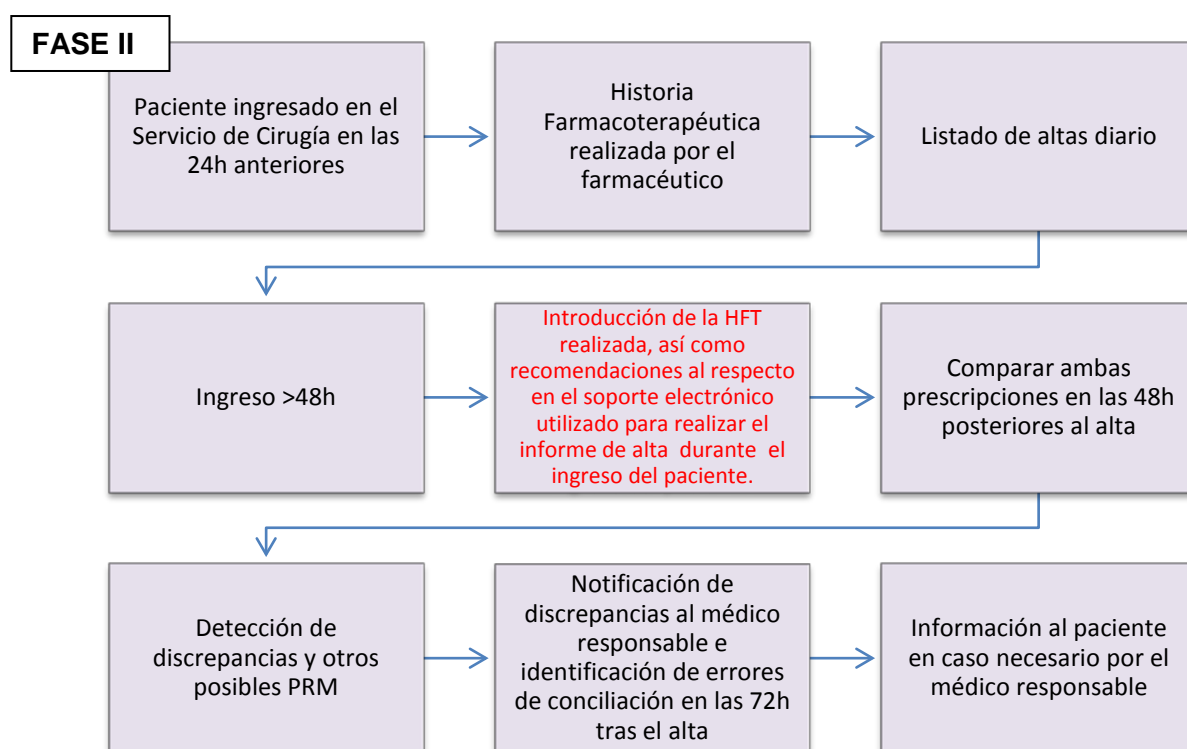 FASE II
Paciente ingresado en el
Servicio de Cirugía en las
24h anteriores
Historia
Farmacoterapéutica
realizada por el
farmacéutico
Listado de altas diario
Ingreso >48h
Introducción de la HFT
realizada, así como
recomendaciones al respecto
en el soporte electrónico
utilizado para realizar el
informe de alta durante el
ingreso del paciente.
Comparar ambas
prescripciones en las 48h
posteriores al alta
Detección de
discrepancias y otros
posibles PRM
Notificación de
discrepancias al médico
responsable e
identificación de errores
de conciliación en las 72h
tras el alta
Información al paciente
en caso necesario por el
médico responsable